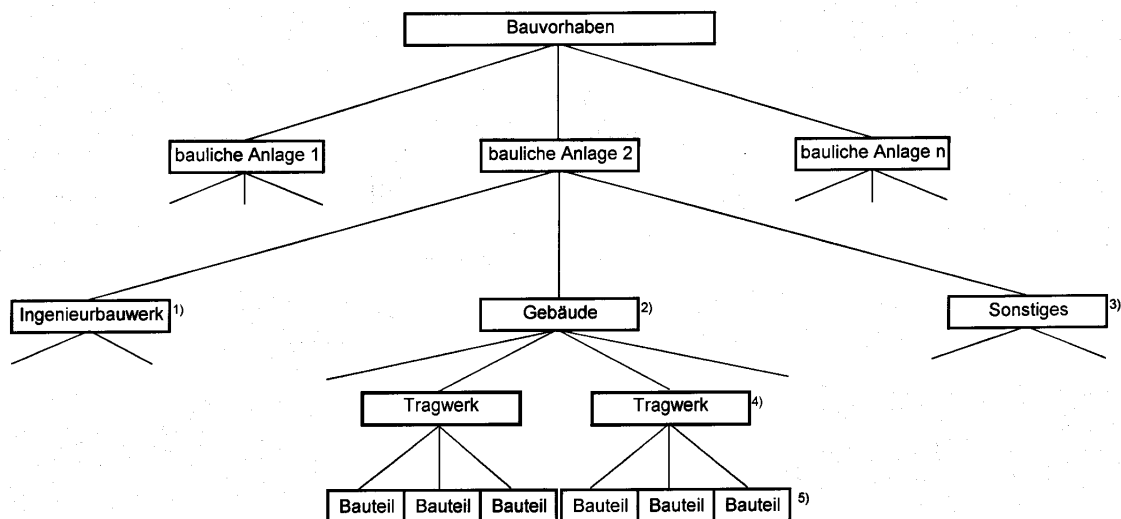 Bauvorhaben
bauliche Anlage 1 bauliche Anlage 2 bauliche Anlage n
Ingenieurbauwerk 1) Gebäude 2) Sonstiges 3)
Tragwerk Tragwerk 4)
Bauteil Bauteil Bauteil Bauteil Bauteil Bauteil 5)